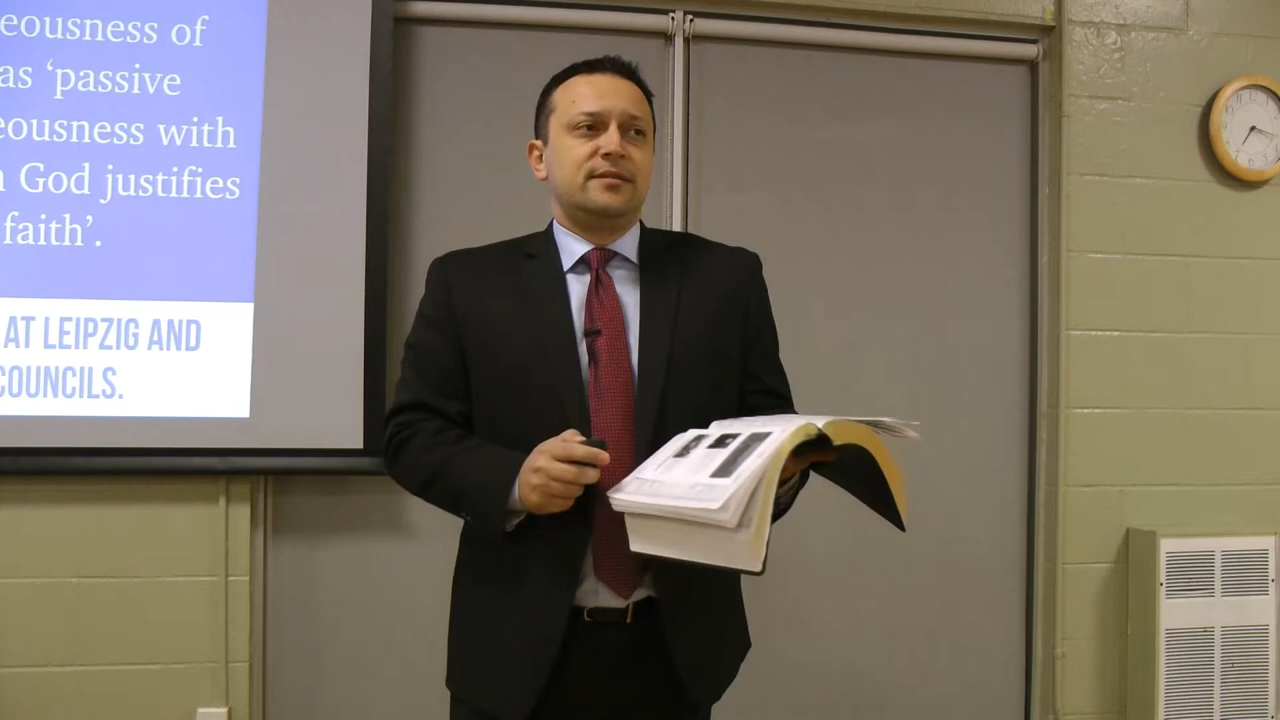 eousness of
as ‘passive
eousness with
God justifies
faith’.
AT LEIPZIG AND
COUNCILS.